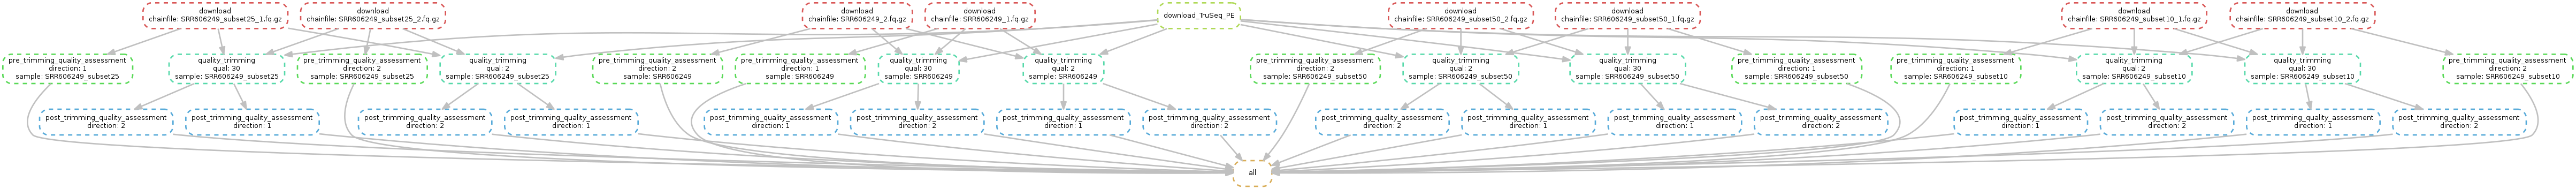 download
chainfile: SRR606249_subset25_1.fq.gz
download
chainfile: SRR606249_subset25_2.fq.gz
download
chainfile: SRR606249_2.fq.gz
download
chainfile: SRR606249_1.fq.gz
download_TruSeq_PE
download
chainfile: SRR606249_subset50_2.fq.gz
download
chainfile: SRR606249_subset50_1.fq.gz
download
chainfile: SRR606249_subset10_1.fq.gz
download
chainfile: SRR606249_subset10_2.fq.gz
pre_trimming_quality_assessment
direction: 1
sample: SRR606249_subset25
quality_trimming
qual: 30
sample: SRR606249_subset25
pre_trimming_quality_assessment
direction: 2
sample: SRR606249_subset25
quality_trimming
qual: 2
sample: SRR606249_subset25
pre_trimming_quality_assessment
direction: 2
sample: SRR606249
pre_trimming_quality_assessment
direction: 1
sample: SRR606249
quality_trimming
qual: 30
sample: SRR606249
quality_trimming
qual: 2
sample: SRR606249
pre_trimming_quality_assessment
direction: 2
sample: SRR606249_subset50
quality_trimming
qual: 2
sample: SRR606249_subset50
quality_trimming
qual: 30
sample: SRR606249_subset50
pre_trimming_quality_assessment
direction: 1
sample: SRR606249_subset50
pre_trimming_quality_assessment
direction: 1
sample: SRR606249_subset10
quality_trimming
qual: 2
sample: SRR606249_subset10
quality_trimming
qual: 30
sample: SRR606249_subset10
pre_trimming_quality_assessment
direction: 2
sample: SRR606249_subset10
post_trimming_quality_assessment
direction: 2
post_trimming_quality_assessment
direction: 1
post_trimming_quality_assessment
direction: 2
post_trimming_quality_assessment
direction: 1
post_trimming_quality_assessment
direction: 1
post_trimming_quality_assessment
direction: 2
post_trimming_quality_assessment
direction: 1
post_trimming_quality_assessment
direction: 2
post_trimming_quality_assessment
direction: 2
post_trimming_quality_assessment
direction: 1
post_trimming_quality_assessment
direction: 1
post_trimming_quality_assessment
direction: 2
post_trimming_quality_assessment
direction: 1
post_trimming_quality_assessment
direction: 2
post_trimming_quality_assessment
direction: 1
post_trimming_quality_assessment
direction: 2
all